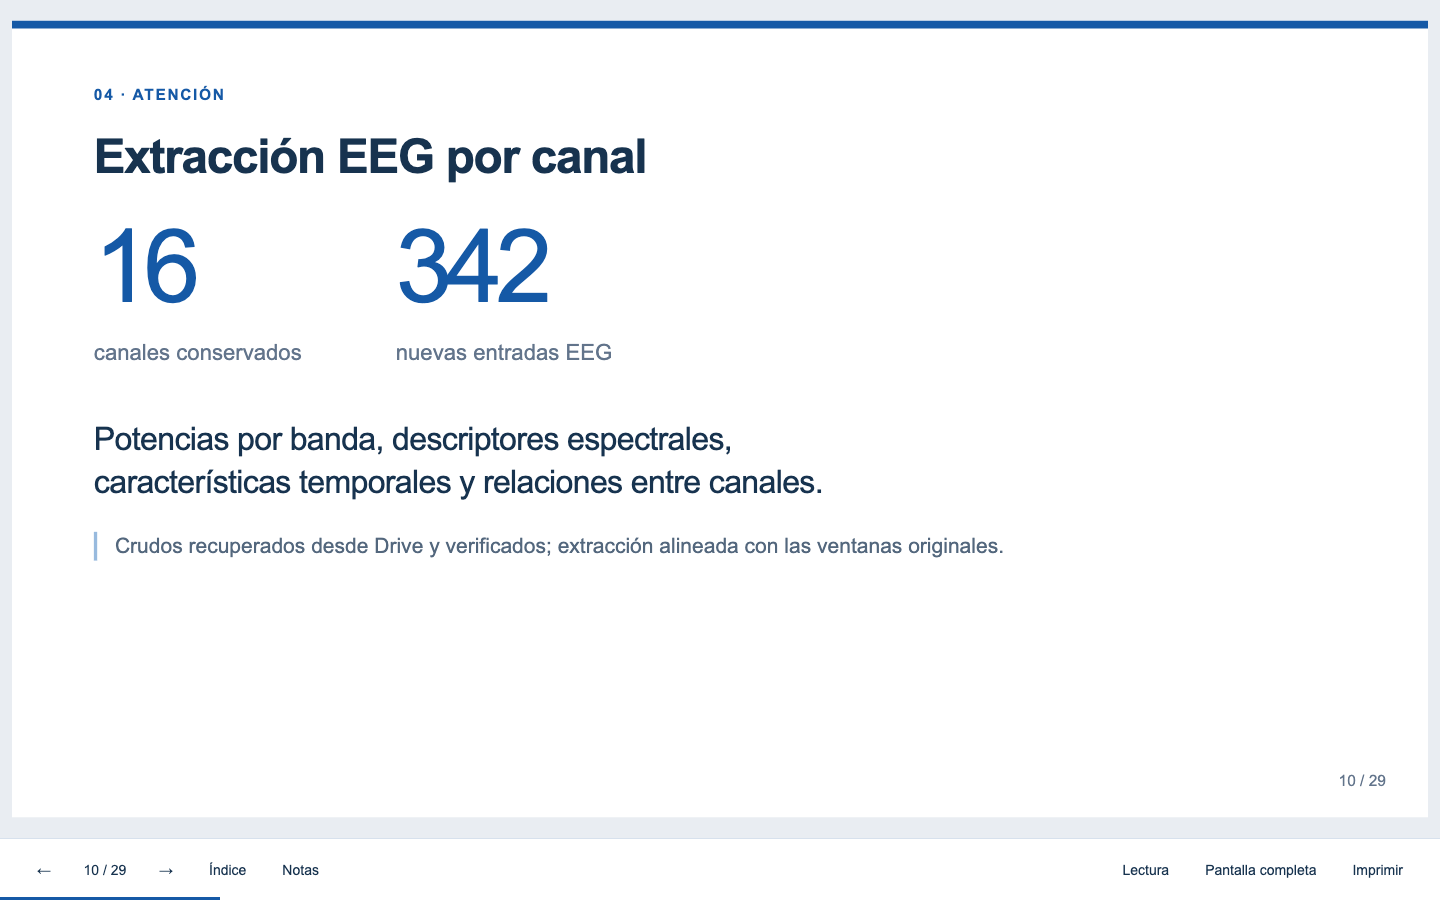 04 · ATENCIÓN
Extracción EEG por canal
16
canales conservados
342
nuevas entradas EEG
Potencias por banda, descriptores espectrales,
características temporales y relaciones entre canales.
Crudos recuperados desde Drive y verificados; extracción alineada con las ventanas originales.
10 / 29
← 10 / 29 → Índice Notas Lectura Pantalla completa Imprimir